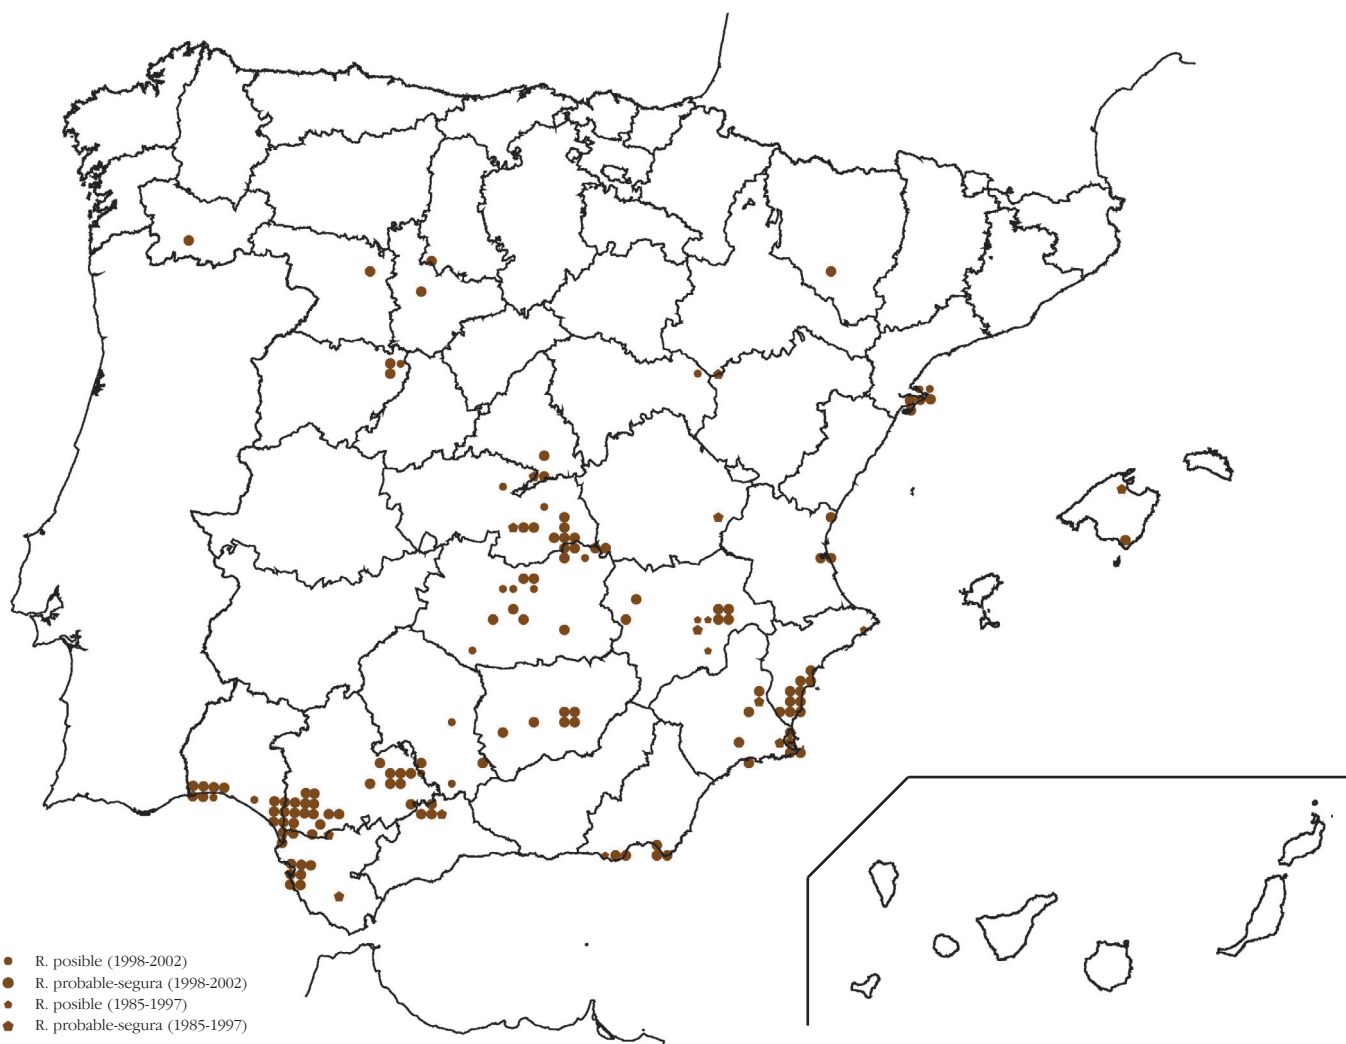 R. posible (1998-2002)
R. probable-segura (1998-2002)
R. posible (1985-1997)
R. probable-segura (1985-1997)